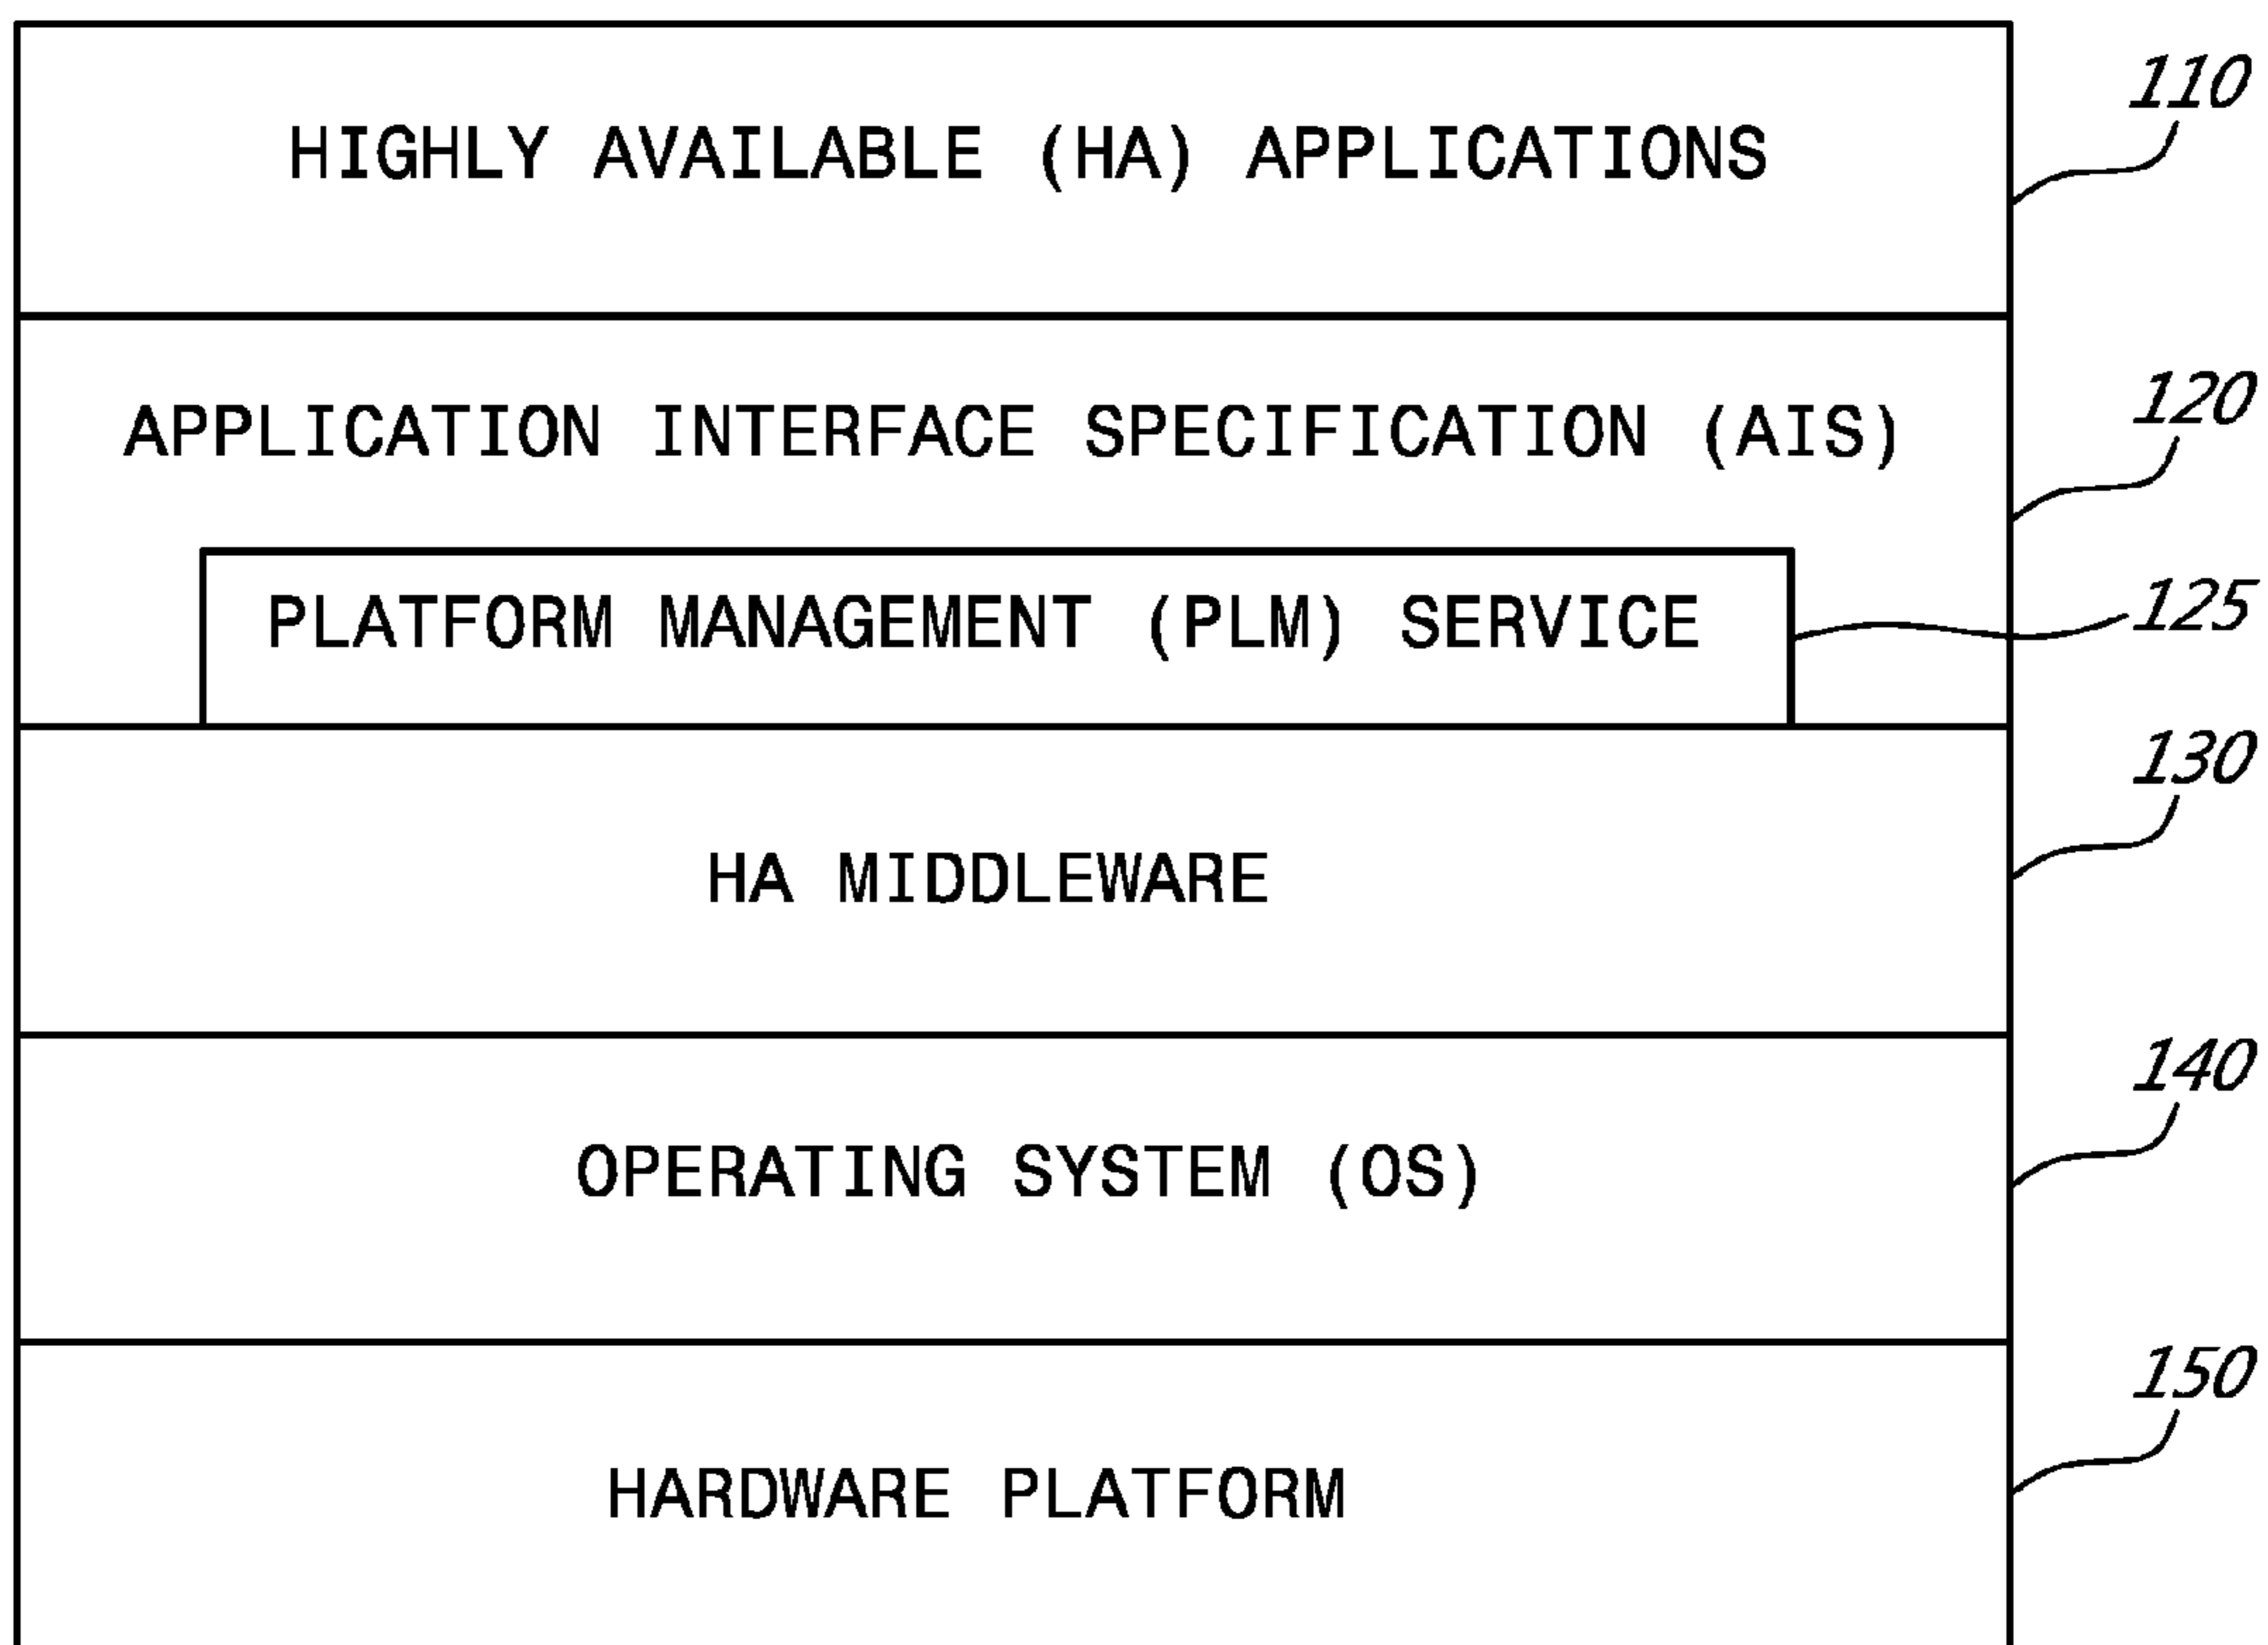 HIGHLY AVAILABLE (HA) APPLICATIONS
110
APPLICATION INTERFACE SPECIFICATION (AIS)
120
PLATFORM MANAGEMENT (PLM) SERVICE
125
HA MIDDLEWARE
130
OPERATING SYSTEM (OS)
140
HARDWARE PLATFORM
150